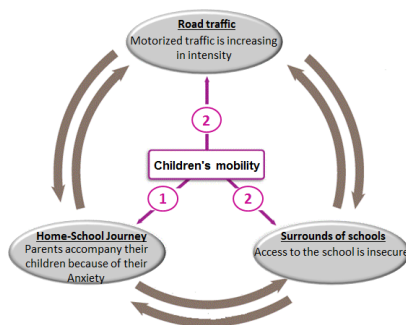 Road traffic
Motorized traffic is increasing
in intensity
2
Children's mobility
1
2
Home-School Journey
Parents accompany their
children because of their
Anxiety
Surrounds of schools
Access to the school is insecure